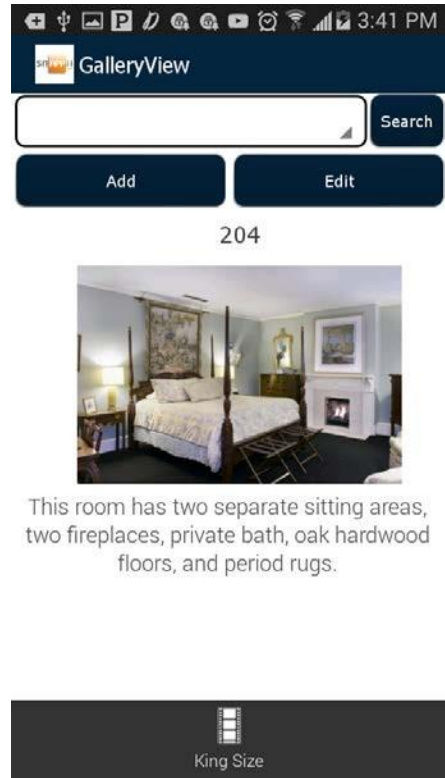 3:41 PM
snappii GalleryView
Search
Add Edit
204
This room has two separate sitting areas,
two fireplaces, private bath, oak hardwood
floors, and period rugs.
King Size